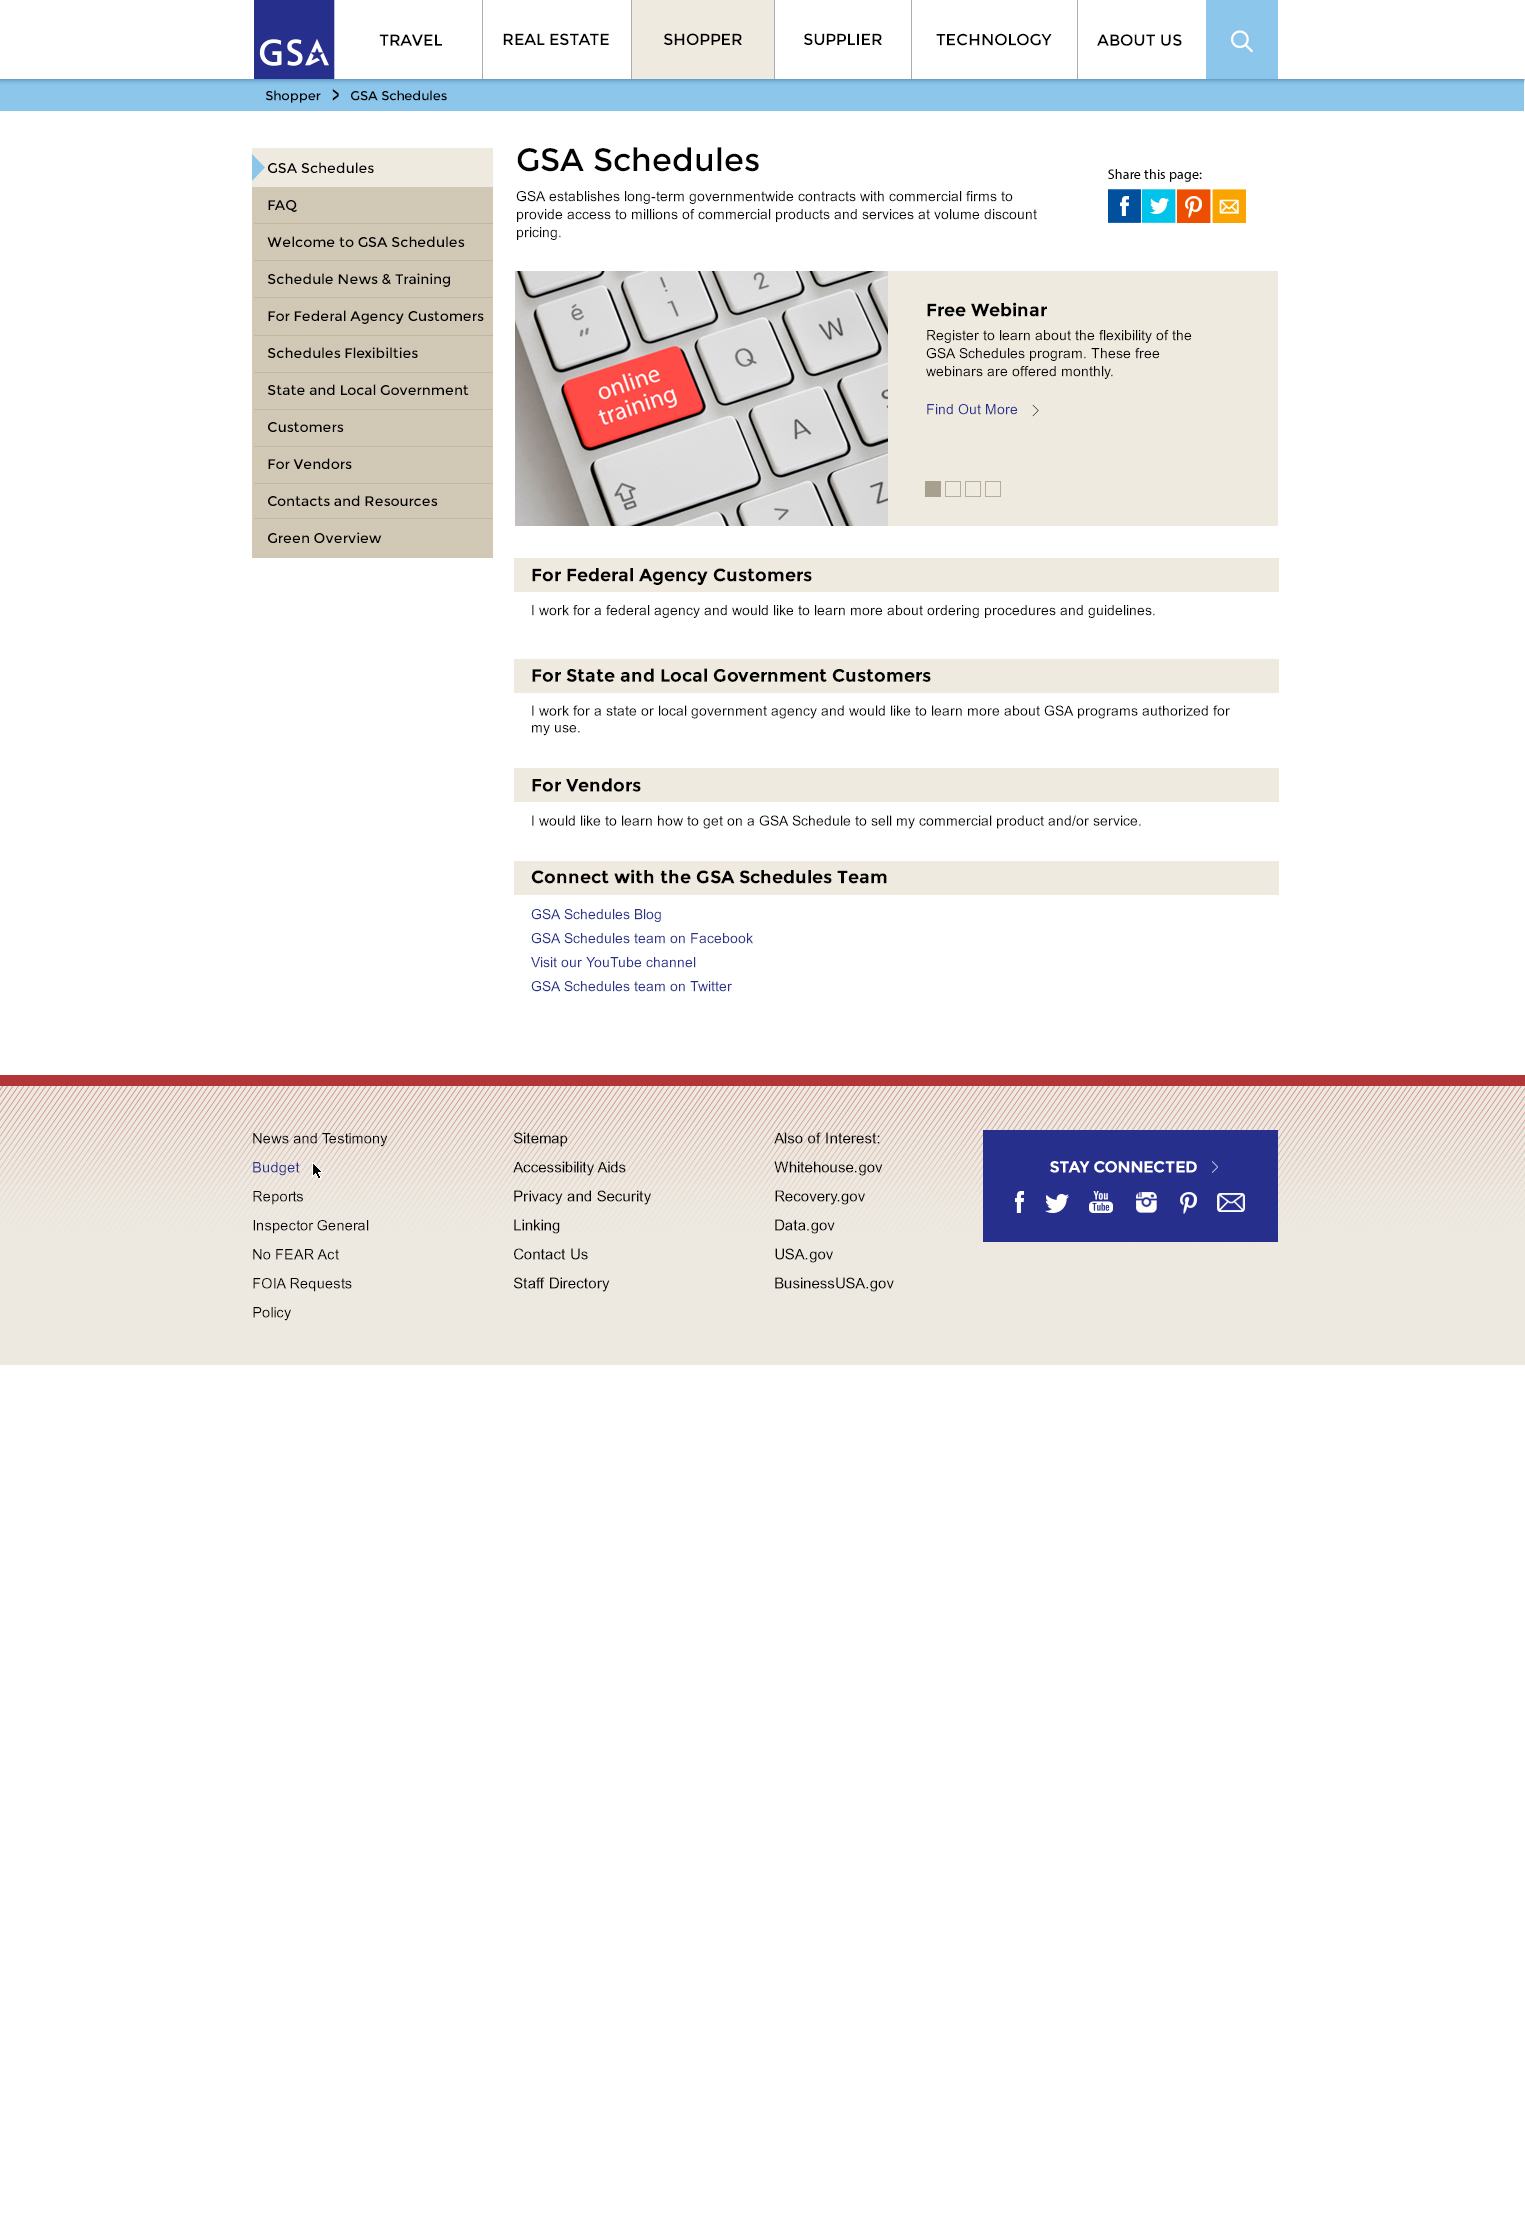 GSA
TRAVEL
REAL ESTATE
SHOPPER
SUPPLIER
TECHNOLOGY
ABOUT US
Shopper > GSA Schedules
GSA Schedules
FAQ
Welcome to GSA Schedules
Schedule News & Training
For Federal Agency Customers
Schedules Flexibilties
State and Local Government
Customers
For Vendors
Contacts and Resources
Green Overview
GSA Schedules
GSA establishes long-term governmentwide contracts with commercial firms to
provide access to millions of commercial products and services at volume discount
pricing.
Share this page:
é
"
!
1
2
Q
W
online
training
A
S
Z
>
Free Webinar
Register to learn about the flexibility of the
GSA Schedules program. These free
webinars are offered monthly.
Find Out More
For Federal Agency Customers
I work for a federal agency and would like to learn more about ordering procedures and guidelines.
For State and Local Government Customers
I work for a state or local government agency and would like to learn more about GSA programs authorized for
my use.
For Vendors
I would like to learn how to get on a GSA Schedule to sell my commercial product and/or service.
Connect with the GSA Schedules Team
GSA Schedules Blog
GSA Schedules team on Facebook
Visit our YouTube channel
GSA Schedules team on Twitter
News and Testimony
Budget
Reports
Inspector General
No FEAR Act
FOIA Requests
Policy
Sitemap
Accessibility Aids
Privacy and Security
Linking
Contact Us
Staff Directory
Also of Interest:
Whitehouse.gov
Recovery.gov
Data.gov
USA.gov
BusinessUSA.gov
STAY CONNECTED
You
Tube